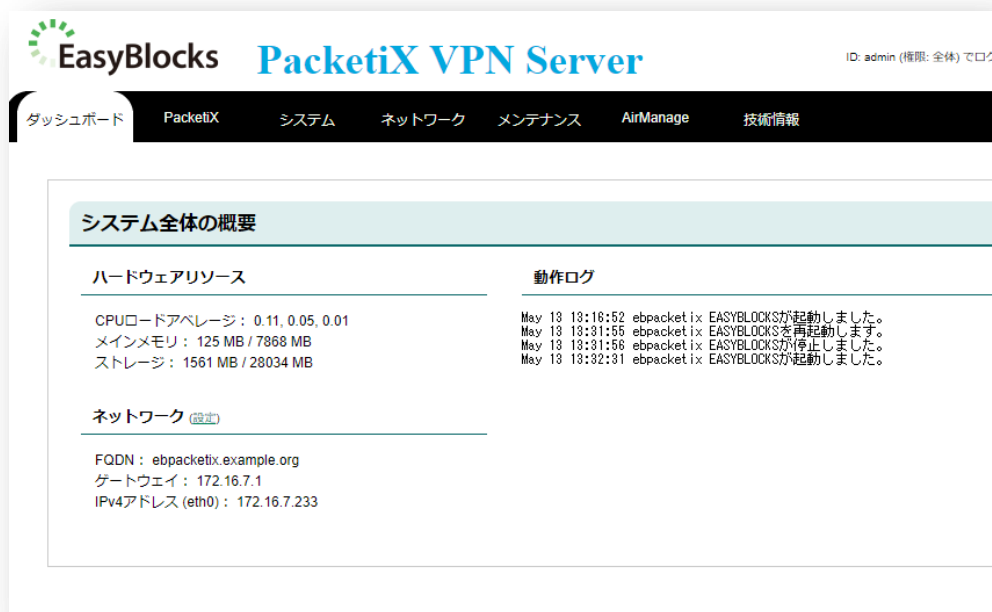 EasyBlocks PacketiX VPN Server
ID: admin (権限: 全体) でログ
ダッシュボード PacketiX システム ネットワーク メンテナンス AirManage 技術情報
システム全体の概要
ハードウェアリソース
CPUロードアベレージ： 0.11, 0.05, 0.01
メインメモリ： 125 MB / 7868 MB
ストレージ： 1561 MB / 28034 MB
動作ログ
May 13 13:16:52 ebpacketix EASYBLOCKSが起動しました。
May 13 13:31:55 ebpacketix EASYBLOCKSを再起動します。
May 13 13:31:56 ebpacketix EASYBLOCKSが停止しました。
May 13 13:32:31 ebpacketix EASYBLOCKSが起動しました。
ネットワーク (設定)
FQDN： ebpacketix.example.org
ゲートウェイ： 172.16.7.1
IPv4アドレス (eth0)： 172.16.7.233